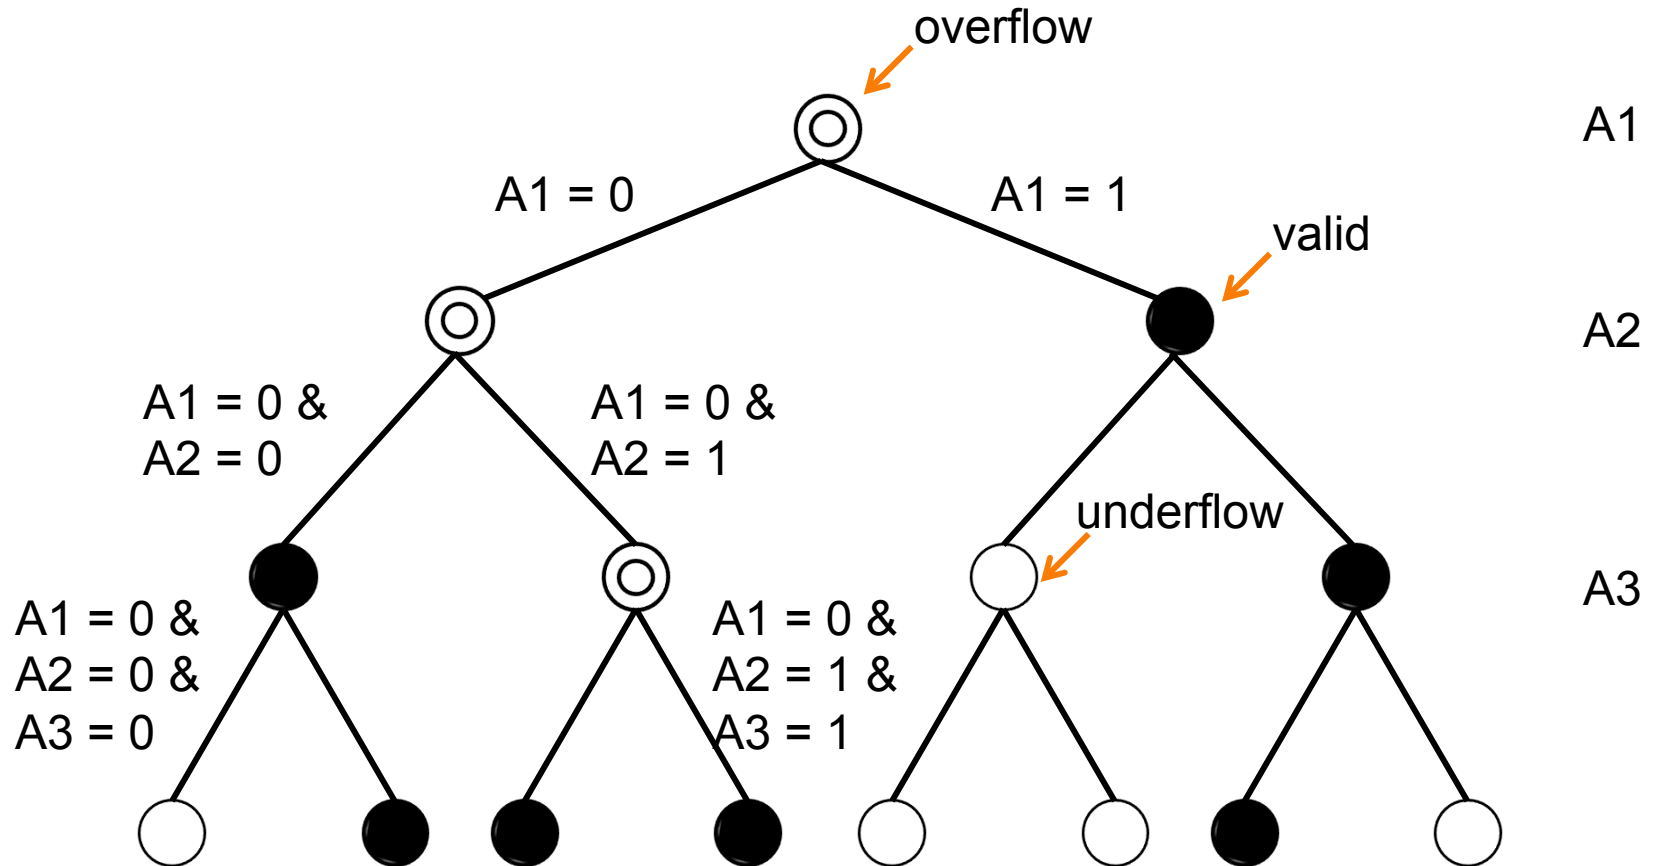 overflow
A1
A1 = 0
A1 = 1
valid
A2
A1 = 0 &
A2 = 0
A1 = 0 &
A2 = 1
underflow
A3
A1 = 0 &
A2 = 0 &
A3 = 0
A1 = 0 &
A2 = 1 &
A3 = 1